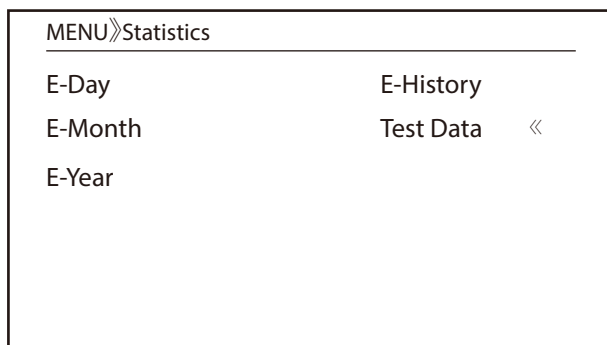 MENU》Statistics
E-Day E-History
E-Month Test Data 《
E-Year